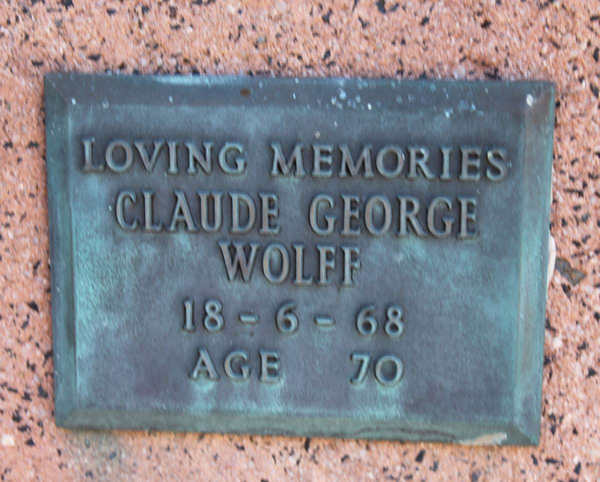 LOVING MEMORIES
CLAUDE GEORGE
WOLFF
18-6-68
AGE 70